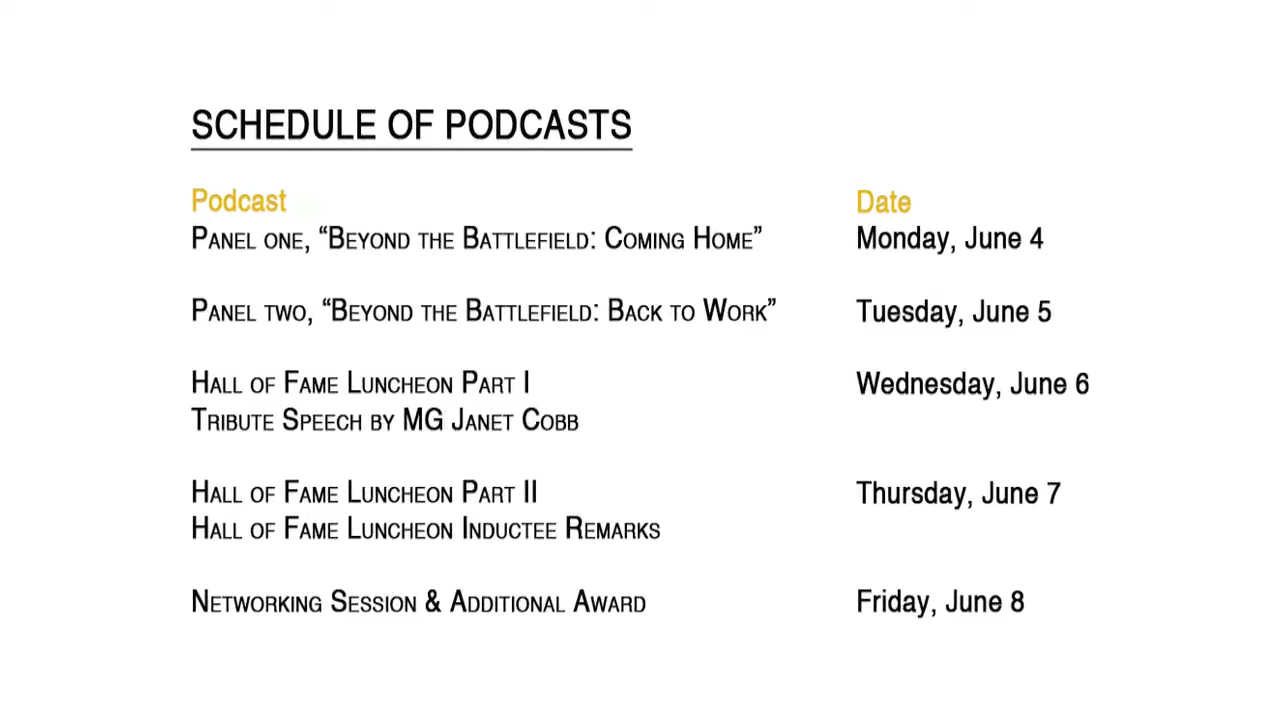 SCHEDULE OF PODCASTS
Podcast Date
Panel one, “Beyond the Battlefield: Coming Home” Monday, June 4
Panel two, “Beyond the Battlefield: Back to Work” Tuesday, June 5
Hall of Fame Luncheon Part I Wednesday, June 6
Tribute Speech by MG Janet Cobb
Hall of Fame Luncheon Part II Thursday, June 7
Hall of Fame Luncheon Inductee Remarks
Networking Session & Additional Award Friday, June 8